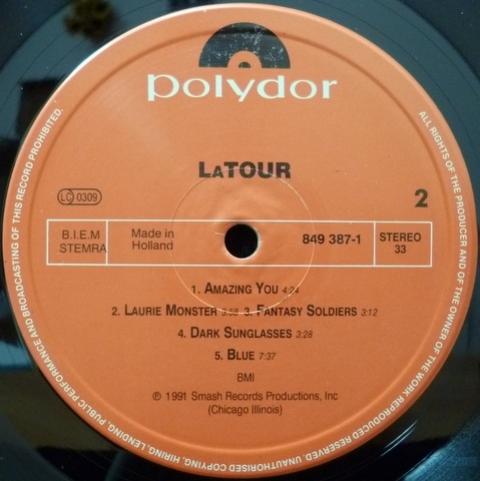 polydor
LaTOUR
2
LC 0309
B.I.E.M
STEMRA
Made in
Holland
849 387-1
STEREO
33
1. Amazing You 4:24
2. Laurie Monster 3:58 3. Fantasy Soldiers 3:12
4. Dark Sunglasses 3:28
5. Blue 7:37
BMI
℗ 1991 Smash Records Productions, Inc
(Chicago Illinois)
ALL RIGHTS OF THE PRODUCER AND OF THE OWNER OF THE WORK REPRODUCED RESERVED. UNAUTHORISED COPYING, HIRING, LENDING, PUBLIC PERFORMANCE AND BROADCASTING OF THIS RECORD PROHIBITED.